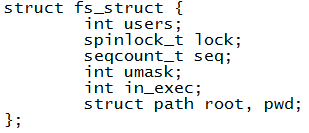 struct fs_struct {
        int users;
        spinlock_t lock;
        seqcount_t seq;
        int umask;
        int in_exec;
        struct path root, pwd;
};